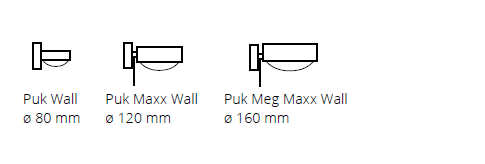 Puk Wall
ø 80 mm
Puk Maxx Wall
ø 120 mm
Puk Meg Maxx Wall
ø 160 mm